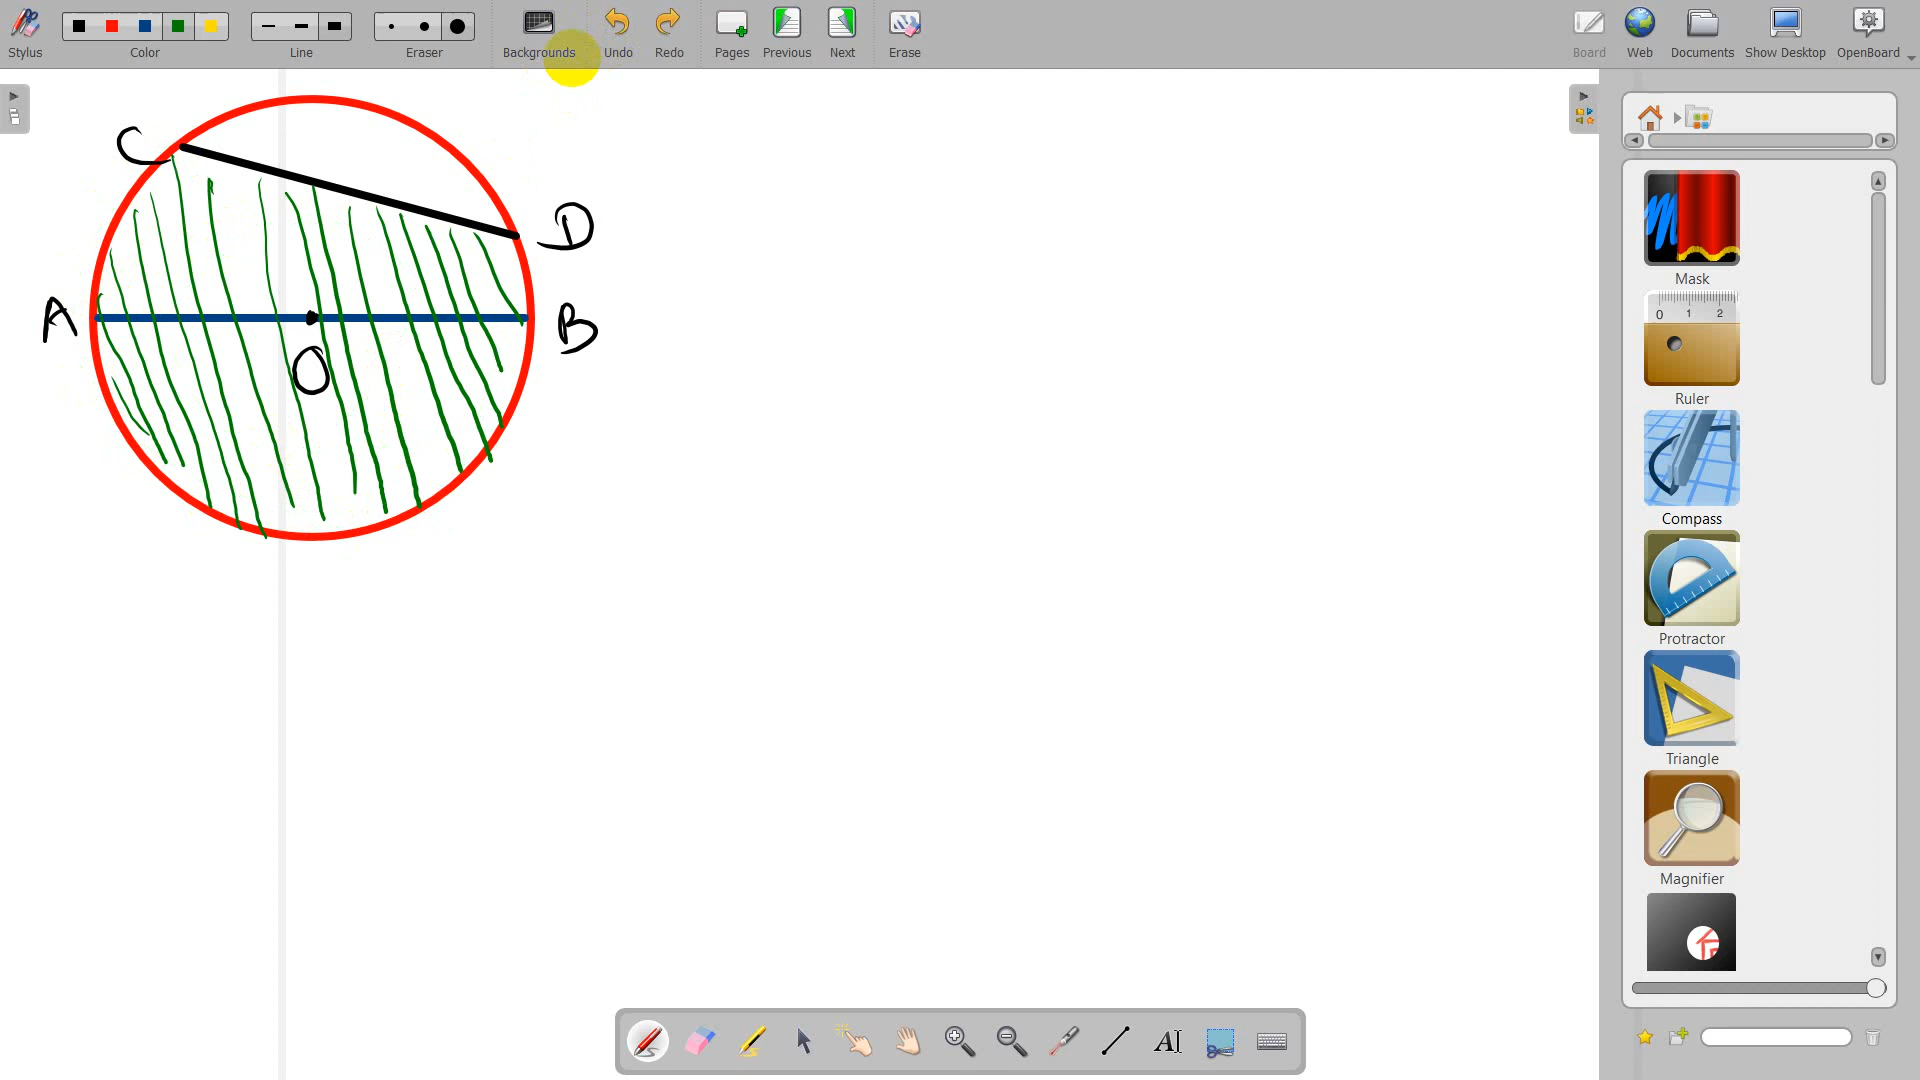 Stylus
Color
Line
Eraser
Backgrounds
Undo
Redo
Pages
Previous
Next
Erase
Board
Web
Documents
Show Desktop
OpenBoard
C
D
A
B
O
Mask
0 1 2
Ruler
Compass
Protractor
Triangle
Magnifier